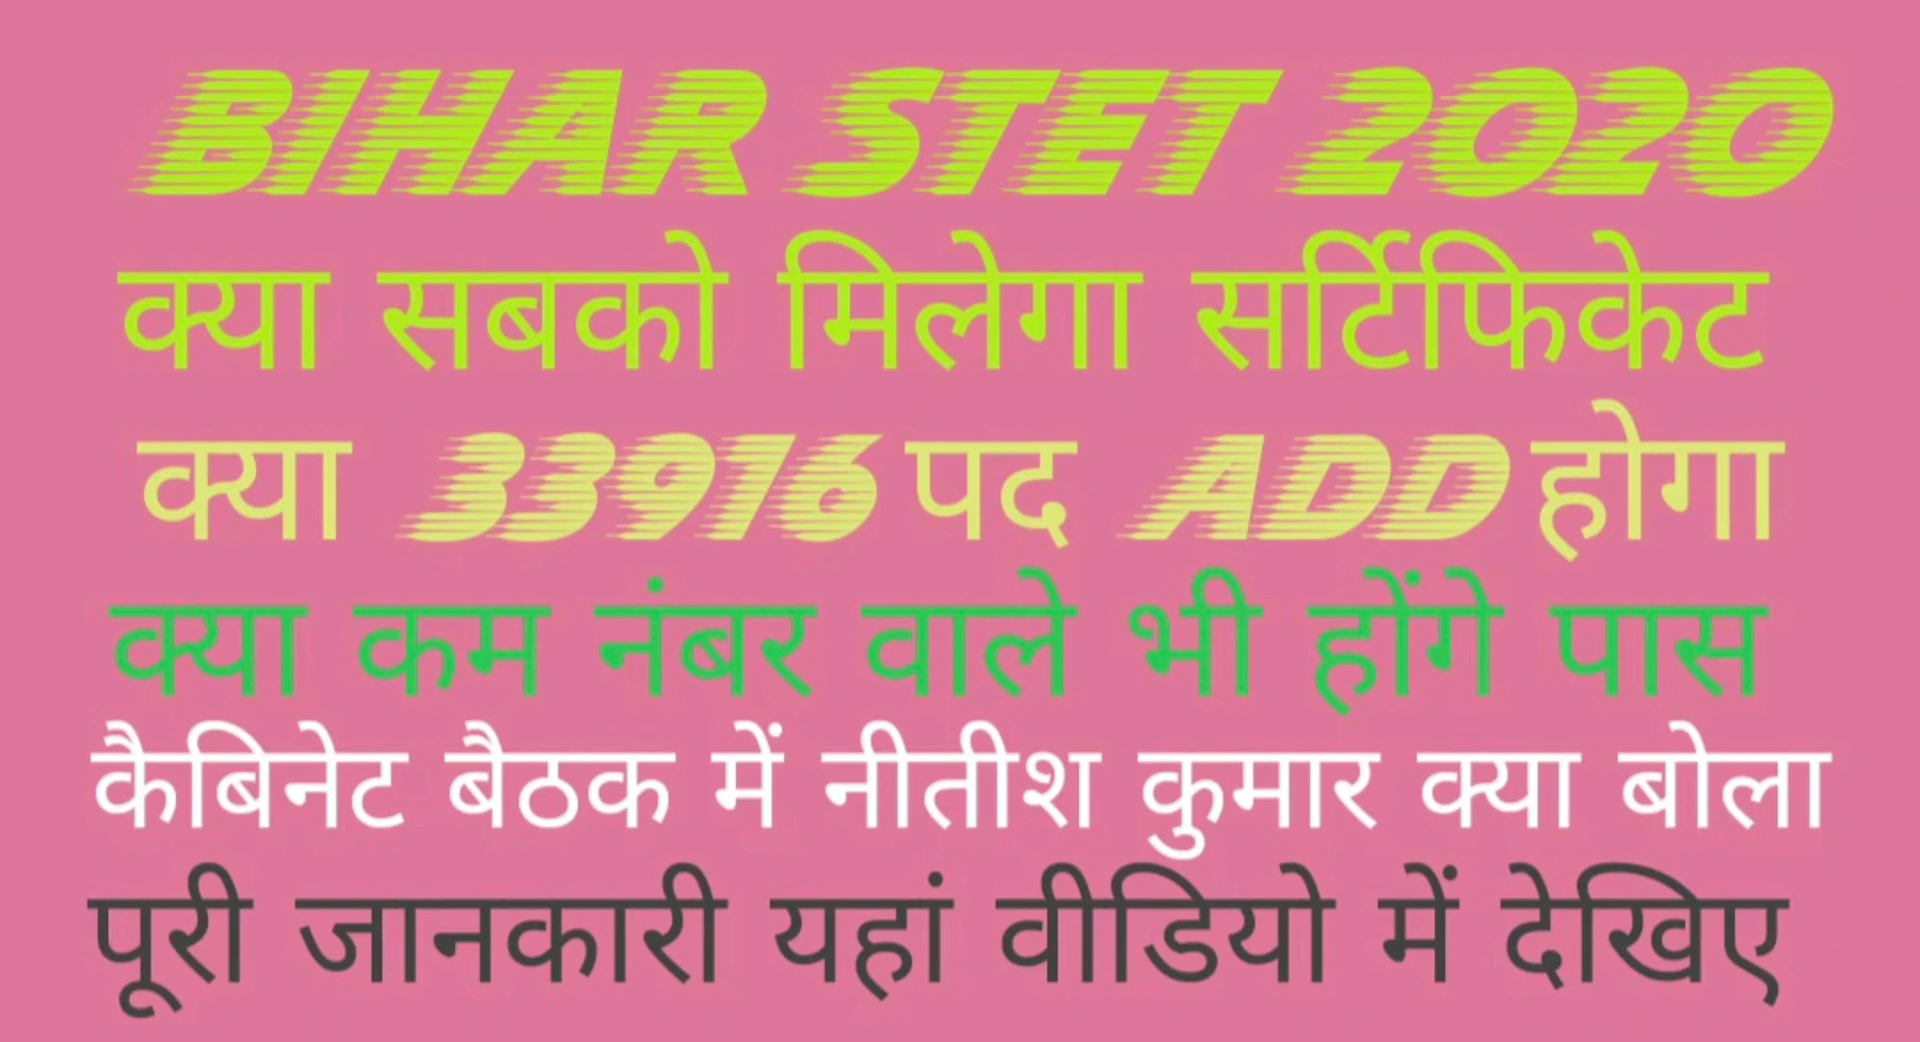 BIHAR STET 2020
क्या सबको मिलेगा सर्टिफिकेट
क्या 33916 पद ADD होगा
क्या कम नंबर वाले भी होंगे पास
कैबिनेट बैठक में नीतीश कुमार क्या बोला
पूरी जानकारी यहां वीडियो में देखिए